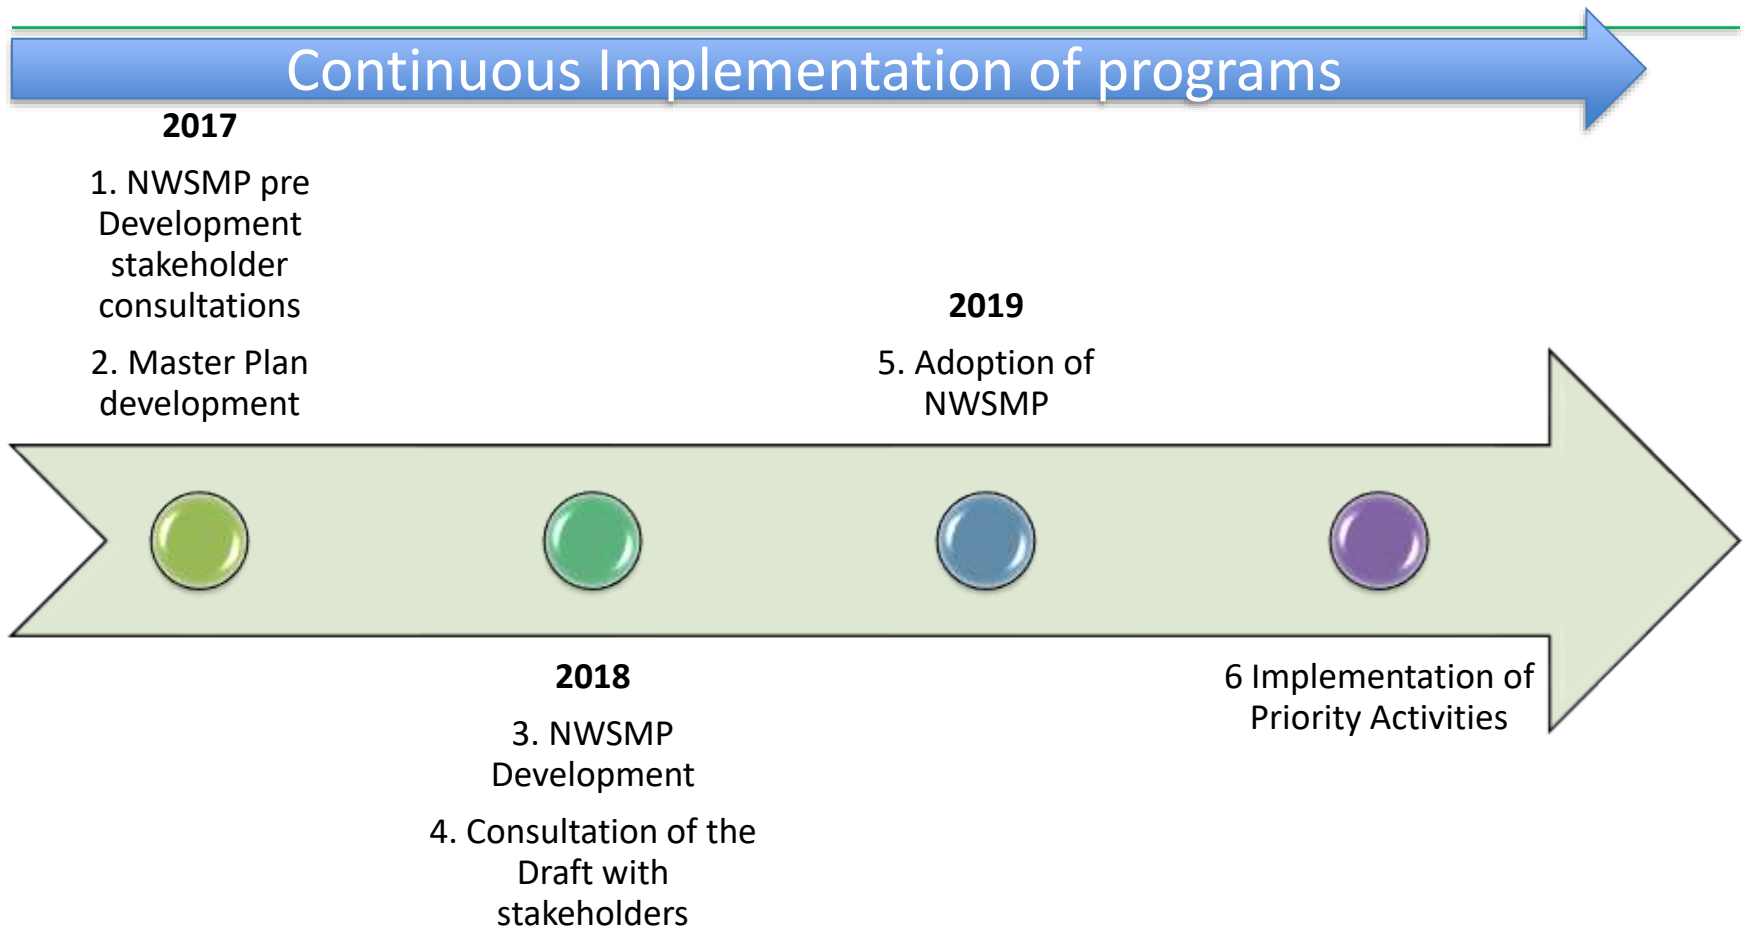 Continuous Implementation of programs
2017
1. NWSMP pre
Development
stakeholder
consultations
2. Master Plan
development
2019
5. Adoption of
NWSMP
2018
3. NWSMP
Development
4. Consultation of the
Draft with
stakeholders
6 Implementation of
Priority Activities